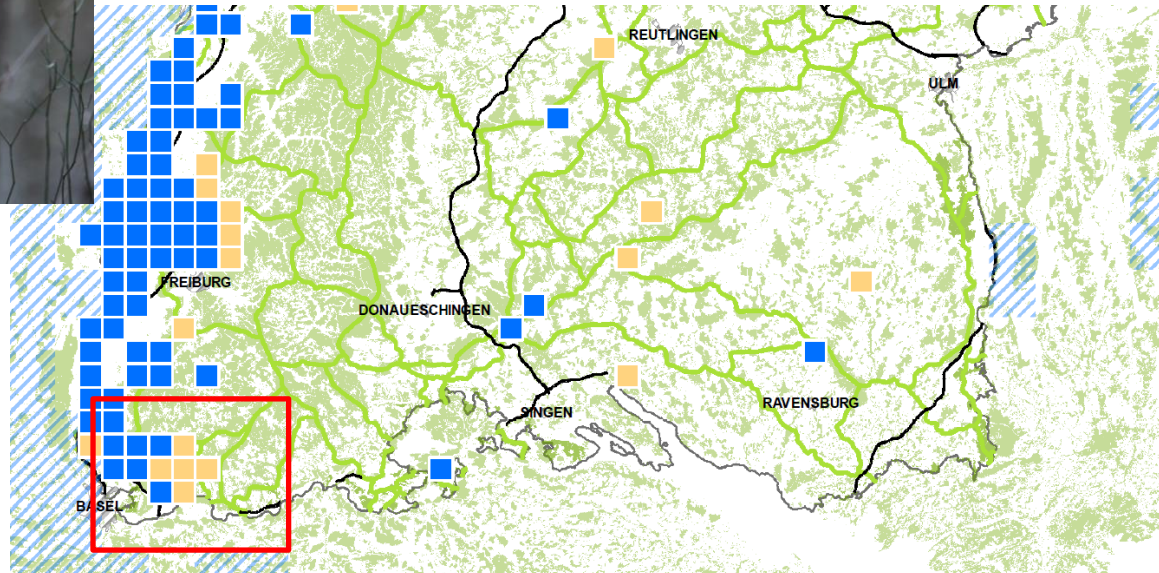 REUTLINGEN
ULM
FREIBURG
DONAUESCHINGEN
RAVENSBURG
SINGEN
BASEL